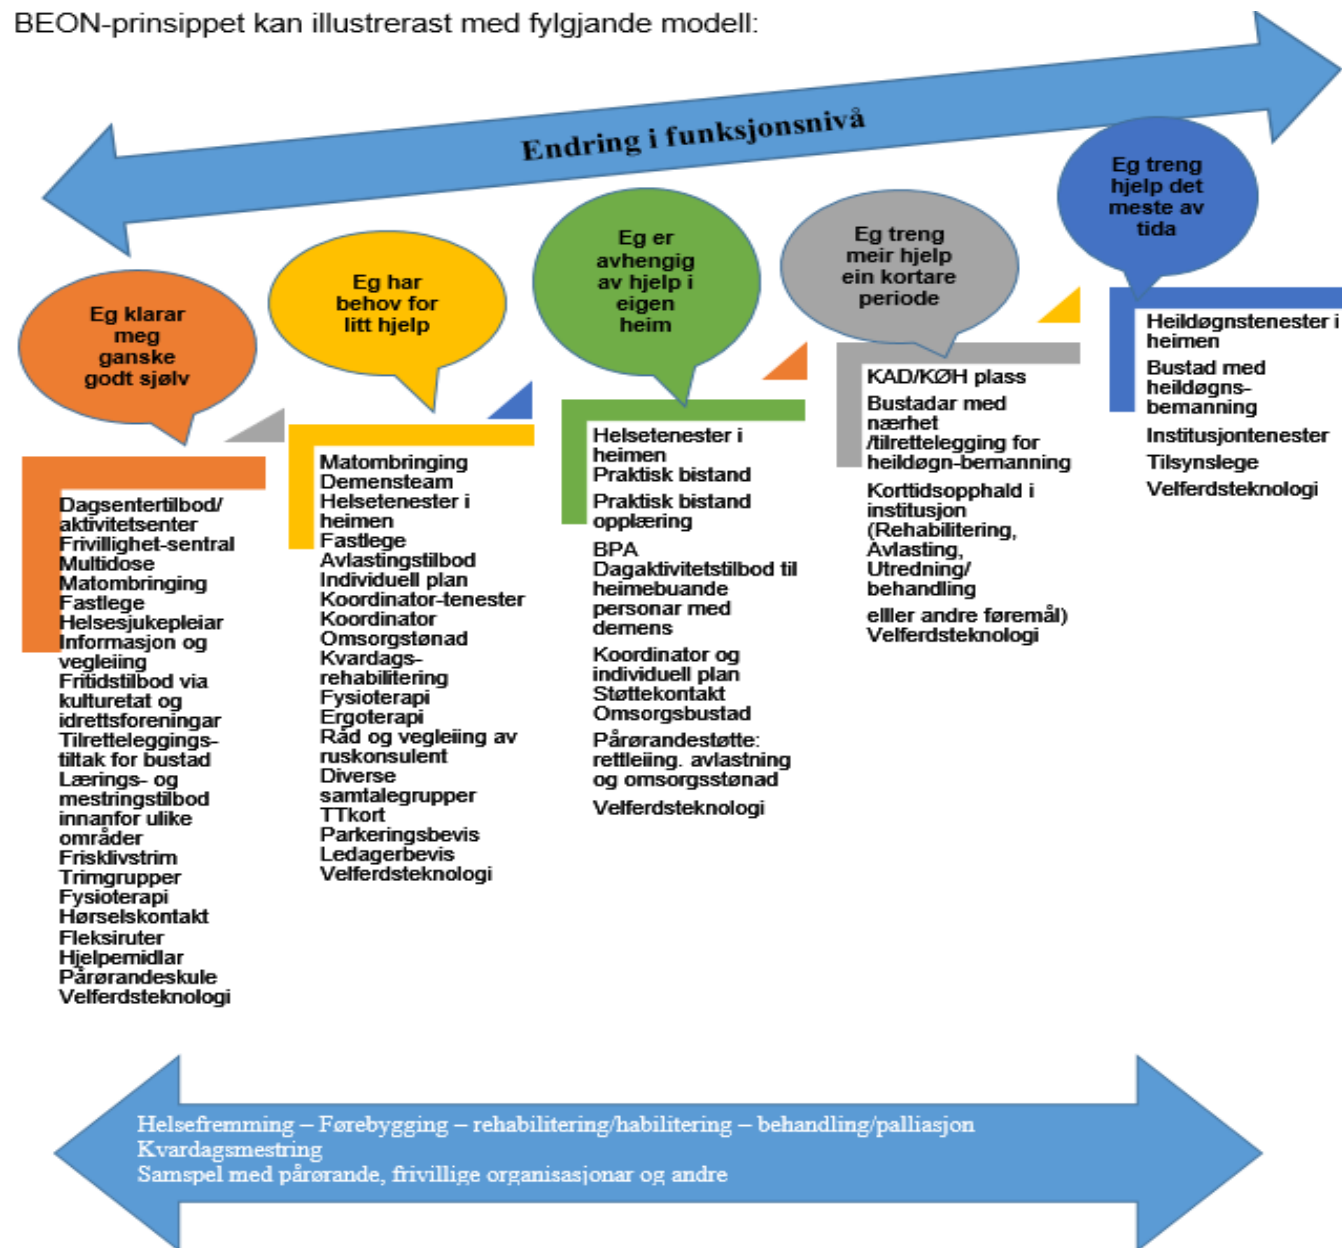 BEON-prinsippet kan illustrerast med fylgjande modell:
Endring i funksjonsnivå
Eg klarar
meg
ganske
godt sjølv
Dagsentertilbod/
aktivitetsenter
Frivillighet-sentral
Multidose
Matombringing
Fastlege
Helsesjukepleiar
Informasjon og
vegleiing
Fritidstilbod via
kulturetat og
idrettsforeningar
Tilretteleggings-
tiltak for bustad
Lærings- og
mestringstilbod
innanfor ulike
områder
Frisklivstrim
Trimgrupper
Fysioterapi
Hørselskontakt
Fleksiruter
Hjelpemidlar
Pårørandeskule
Velferdsteknologi
Eg har
behov for
litt hjelp
Matombringing
Demensteam
Helsetenester i
heimen
Fastlege
Avlastingstilbod
Individuell plan
Koordinator-tenester
Koordinator
Omsorgstønad
Kvardags-
rehabilitering
Fysioterapi
Ergoterapi
Råd og vegleiing av
ruskonsulent
Diverse
samtalegrupper
TTkort
Parkeringsbevis
Ledagerbevis
Velferdsteknologi
Eg er
avhengig
av hjelp i
eigen
heim
Helsetenester i
heimen
Praktisk bistand
Praktisk bistand
opplæring
BPA
Dagaktivitetstilbod til
heimebuande
personar med
demens
Koordinator og
individuell plan
Støttekontakt
Omsorgsbustad
Pårørandestøtte:
rettleiing. avlastning
og omsorgsstønad
Velferdsteknologi
Eg treng
meir hjelp
ein kortare
periode
KAD/KØH plass
Bustadar med
nærhet
/tilrettelegging for
heildøgn-bemanning
Korttidsopphald i
institusjon
(Rehabilitering,
Avlasting,
Utredning/
behandling
elller andre føremål)
Velferdsteknologi
Eg treng
hjelp det
meste av
tida
Heildøgnstenester i
heimen
Bustad med
heildøgns-
bemanning
Institusjontenester
Tilsynslege
Velferdsteknologi
Helsefremming – Førebygging – rehabilitering/habilitering – behandling/palliasjon
Kvardagsmestring
Samspel med pårørande, frivillige organisasjonar og andre